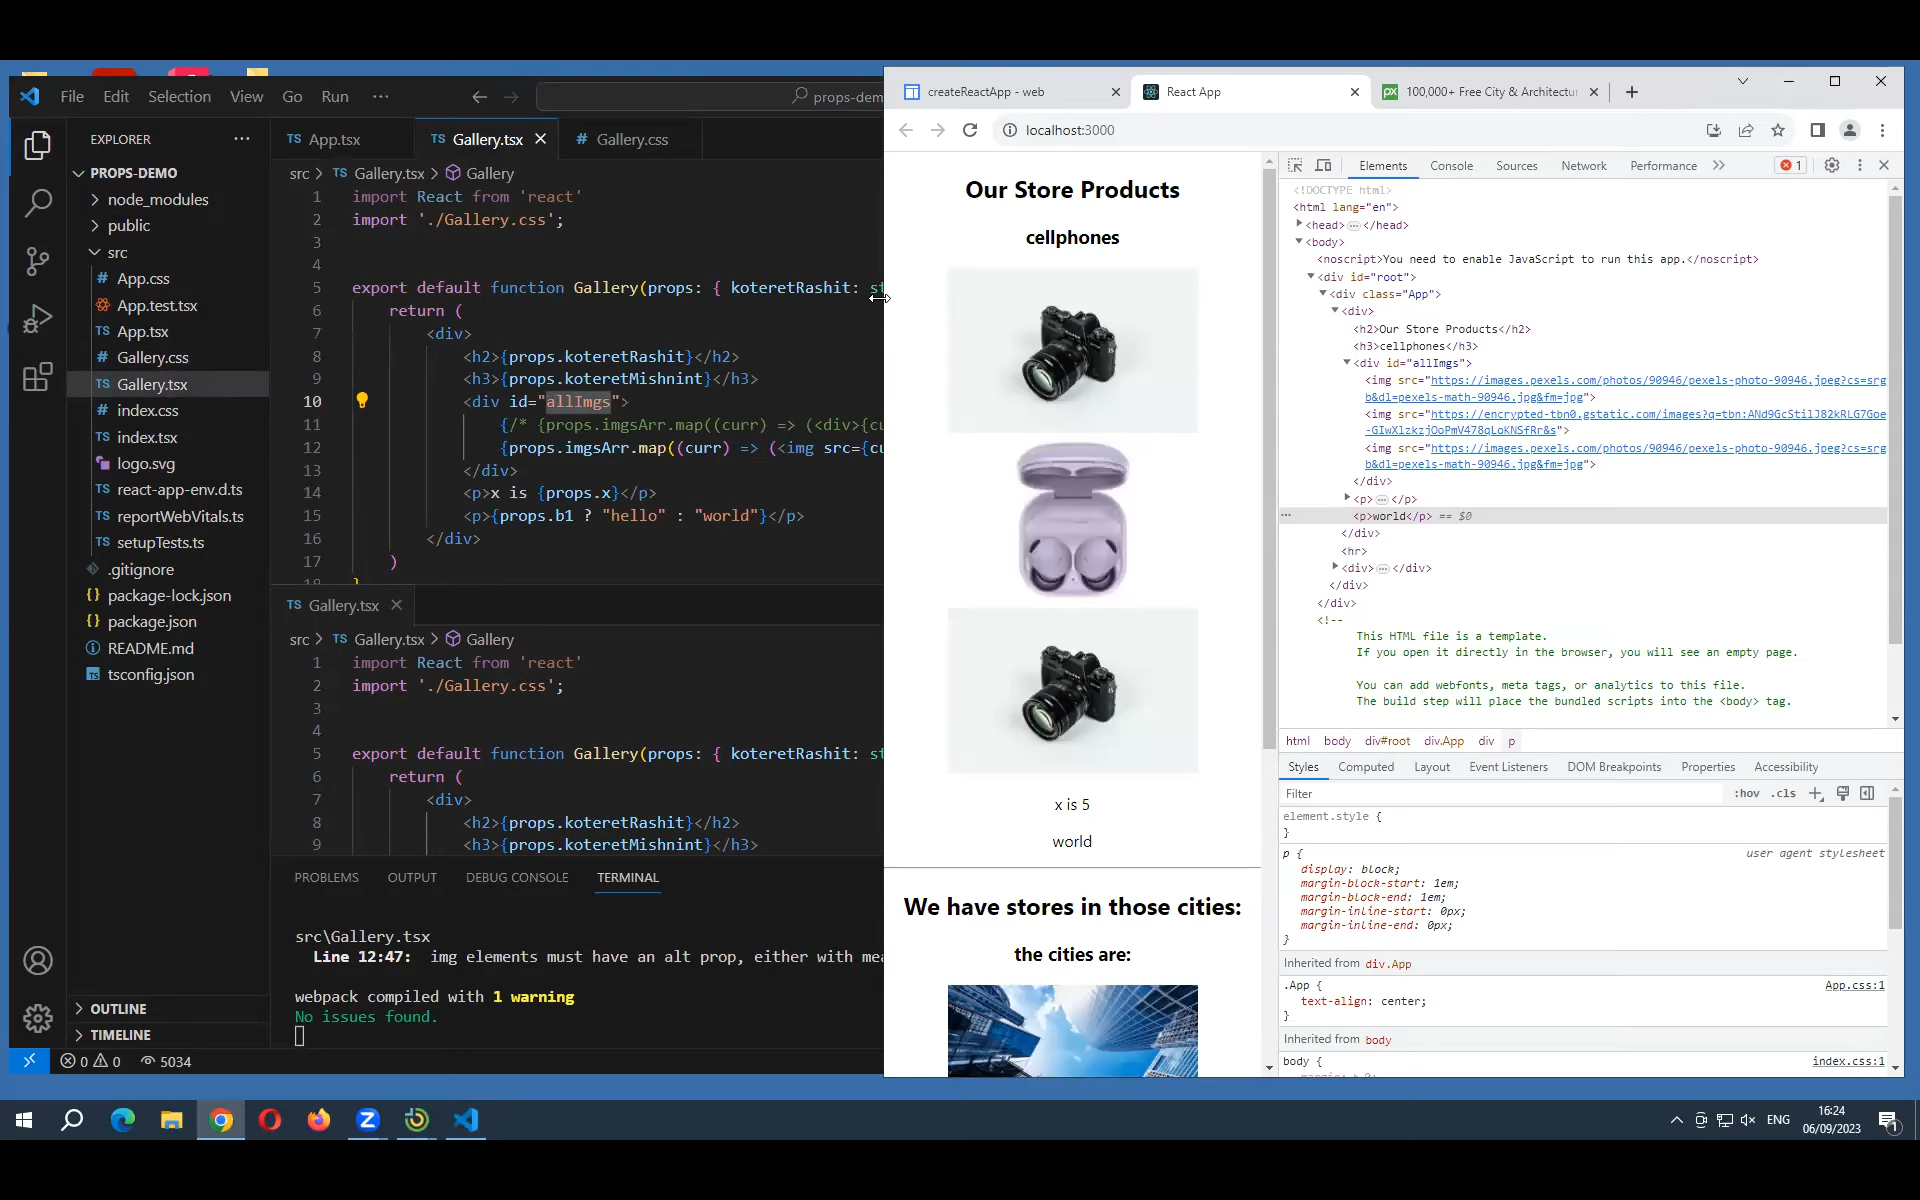 File Edit Selection View Go Run ··· props-dem
EXPLORER ···
PROPS-DEMO
node_modules
public
src
App.css
App.test.tsx
App.tsx
Gallery.css
Gallery.tsx
index.css
index.tsx
logo.svg
react-app-env.d.ts
reportWebVitals.ts
setupTests.ts
.gitignore
package-lock.json
package.json
README.md
tsconfig.json
OUTLINE
TIMELINE
0 0 5034
TS App.tsx TS Gallery.tsx # Gallery.css
src > TS Gallery.tsx > Gallery
1 import React from 'react'
2 import './Gallery.css';
3
4
5 export default function Gallery(props: { koteretRashit: st
6 return (
7 <div>
8 <h2>{props.koteretRashit}</h2>
9 <h3>{props.koteretMishnint}</h3>
10 <div id="allImgs">
11 {/* {props.imgsArr.map((curr) => (<div>{cu
12 {props.imgsArr.map((curr) => (<img src={cu
13 </div>
14 <p>x is {props.x}</p>
15 <p>{props.b1 ? "hello" : "world"}</p>
16 </div>
17 )
18 }
TS Gallery.tsx
src > TS Gallery.tsx > Gallery
1 import React from 'react'
2 import './Gallery.css';
3
4
5 export default function Gallery(props: { koteretRashit: st
6 return (
7 <div>
8 <h2>{props.koteretRashit}</h2>
9 <h3>{props.koteretMishnint}</h3>
PROBLEMS OUTPUT DEBUG CONSOLE TERMINAL
src\Gallery.tsx
Line 12:47: img elements must have an alt prop, either with mea
webpack compiled with 1 warning
No issues found.
createReactApp - web React App 100,000+ Free City & Architectu
localhost:3000
Our Store Products
cellphones
x is 5
world
We have stores in those cities:
the cities are:
Elements Console Sources Network Performance 1
<!DOCTYPE html>
<html lang="en">
<head> </head>
<body>
<noscript>You need to enable JavaScript to run this app.</noscript>
<div id="root">
<div class="App">
<div>
<h2>Our Store Products</h2>
<h3>cellphones</h3>
<div id="allImgs">
<img src="https://images.pexels.com/photos/90946/pexels-photo-90946.jpeg?cs=srg
b&dl=pexels-math-90946.jpg&fm=jpg">
<img src="https://encrypted-tbn0.gstatic.com/images?q=tbn:ANd9GcStilJ82kRLG7Goe
-GIwXlzkzjOoPmV478qLoKNSfRr&s">
<img src="https://images.pexels.com/photos/90946/pexels-photo-90946.jpeg?cs=srg
b&dl=pexels-math-90946.jpg&fm=jpg">
</div>
<p> </p>
<p>world</p> == $0
</div>
<hr>
<div> </div>
</div>
</div>
<!--
This HTML file is a template.
If you open it directly in the browser, you will see an empty page.
You can add webfonts, meta tags, or analytics to this file.
The build step will place the bundled scripts into the <body> tag.
html body div#root div.App div p
Styles Computed Layout Event Listeners DOM Breakpoints Properties Accessibility
Filter :hov .cls
element.style {
}
p { user agent stylesheet
display: block;
margin-block-start: 1em;
margin-block-end: 1em;
margin-inline-start: 0px;
margin-inline-end: 0px;
}
Inherited from div.App
.App { App.css:1
text-align: center;
}
Inherited from body
body { index.css:1
ENG 16:24
06/09/2023 1